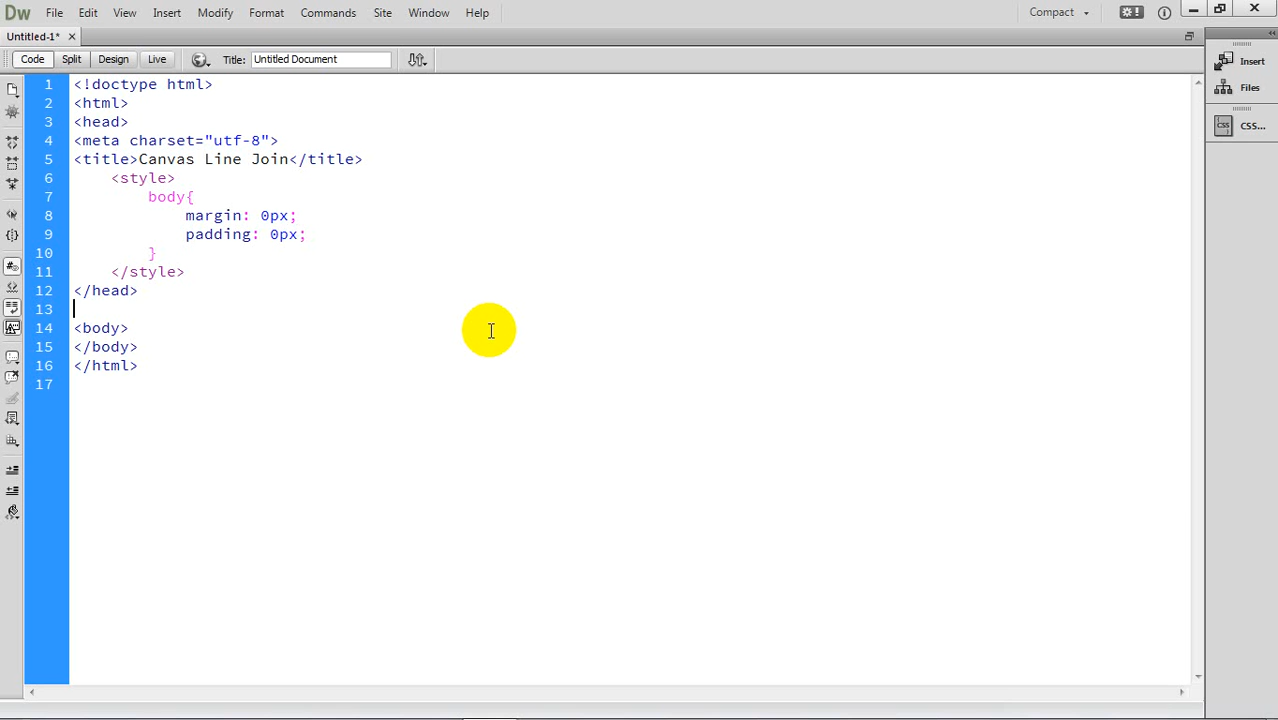 Dw File Edit View Insert Modify Format Commands Site Window Help Compact
Untitled-1* ×
Code Split Design Live Title: Untitled Document
Insert
Files
CSS...
1 <!doctype html>
2 <html>
3 <head>
4 <meta charset="utf-8">
5 <title>Canvas Line Join</title>
6 <style>
7 body{
8 margin: 0px;
9 padding: 0px;
10 }
11 </style>
12 </head>
13
14 <body>
15 </body>
16 </html>
17